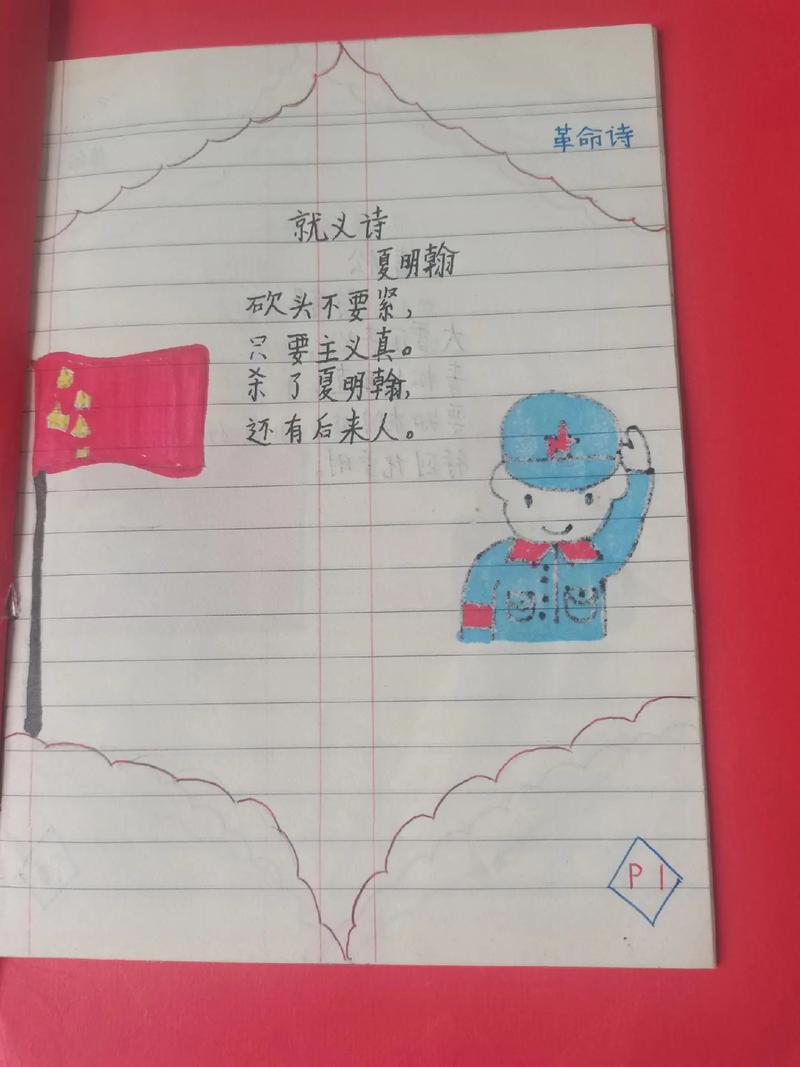 革命诗
就义诗
夏明翰
砍头不要紧，
只要主义真。
杀了夏明翰，
还有后来人。
P1